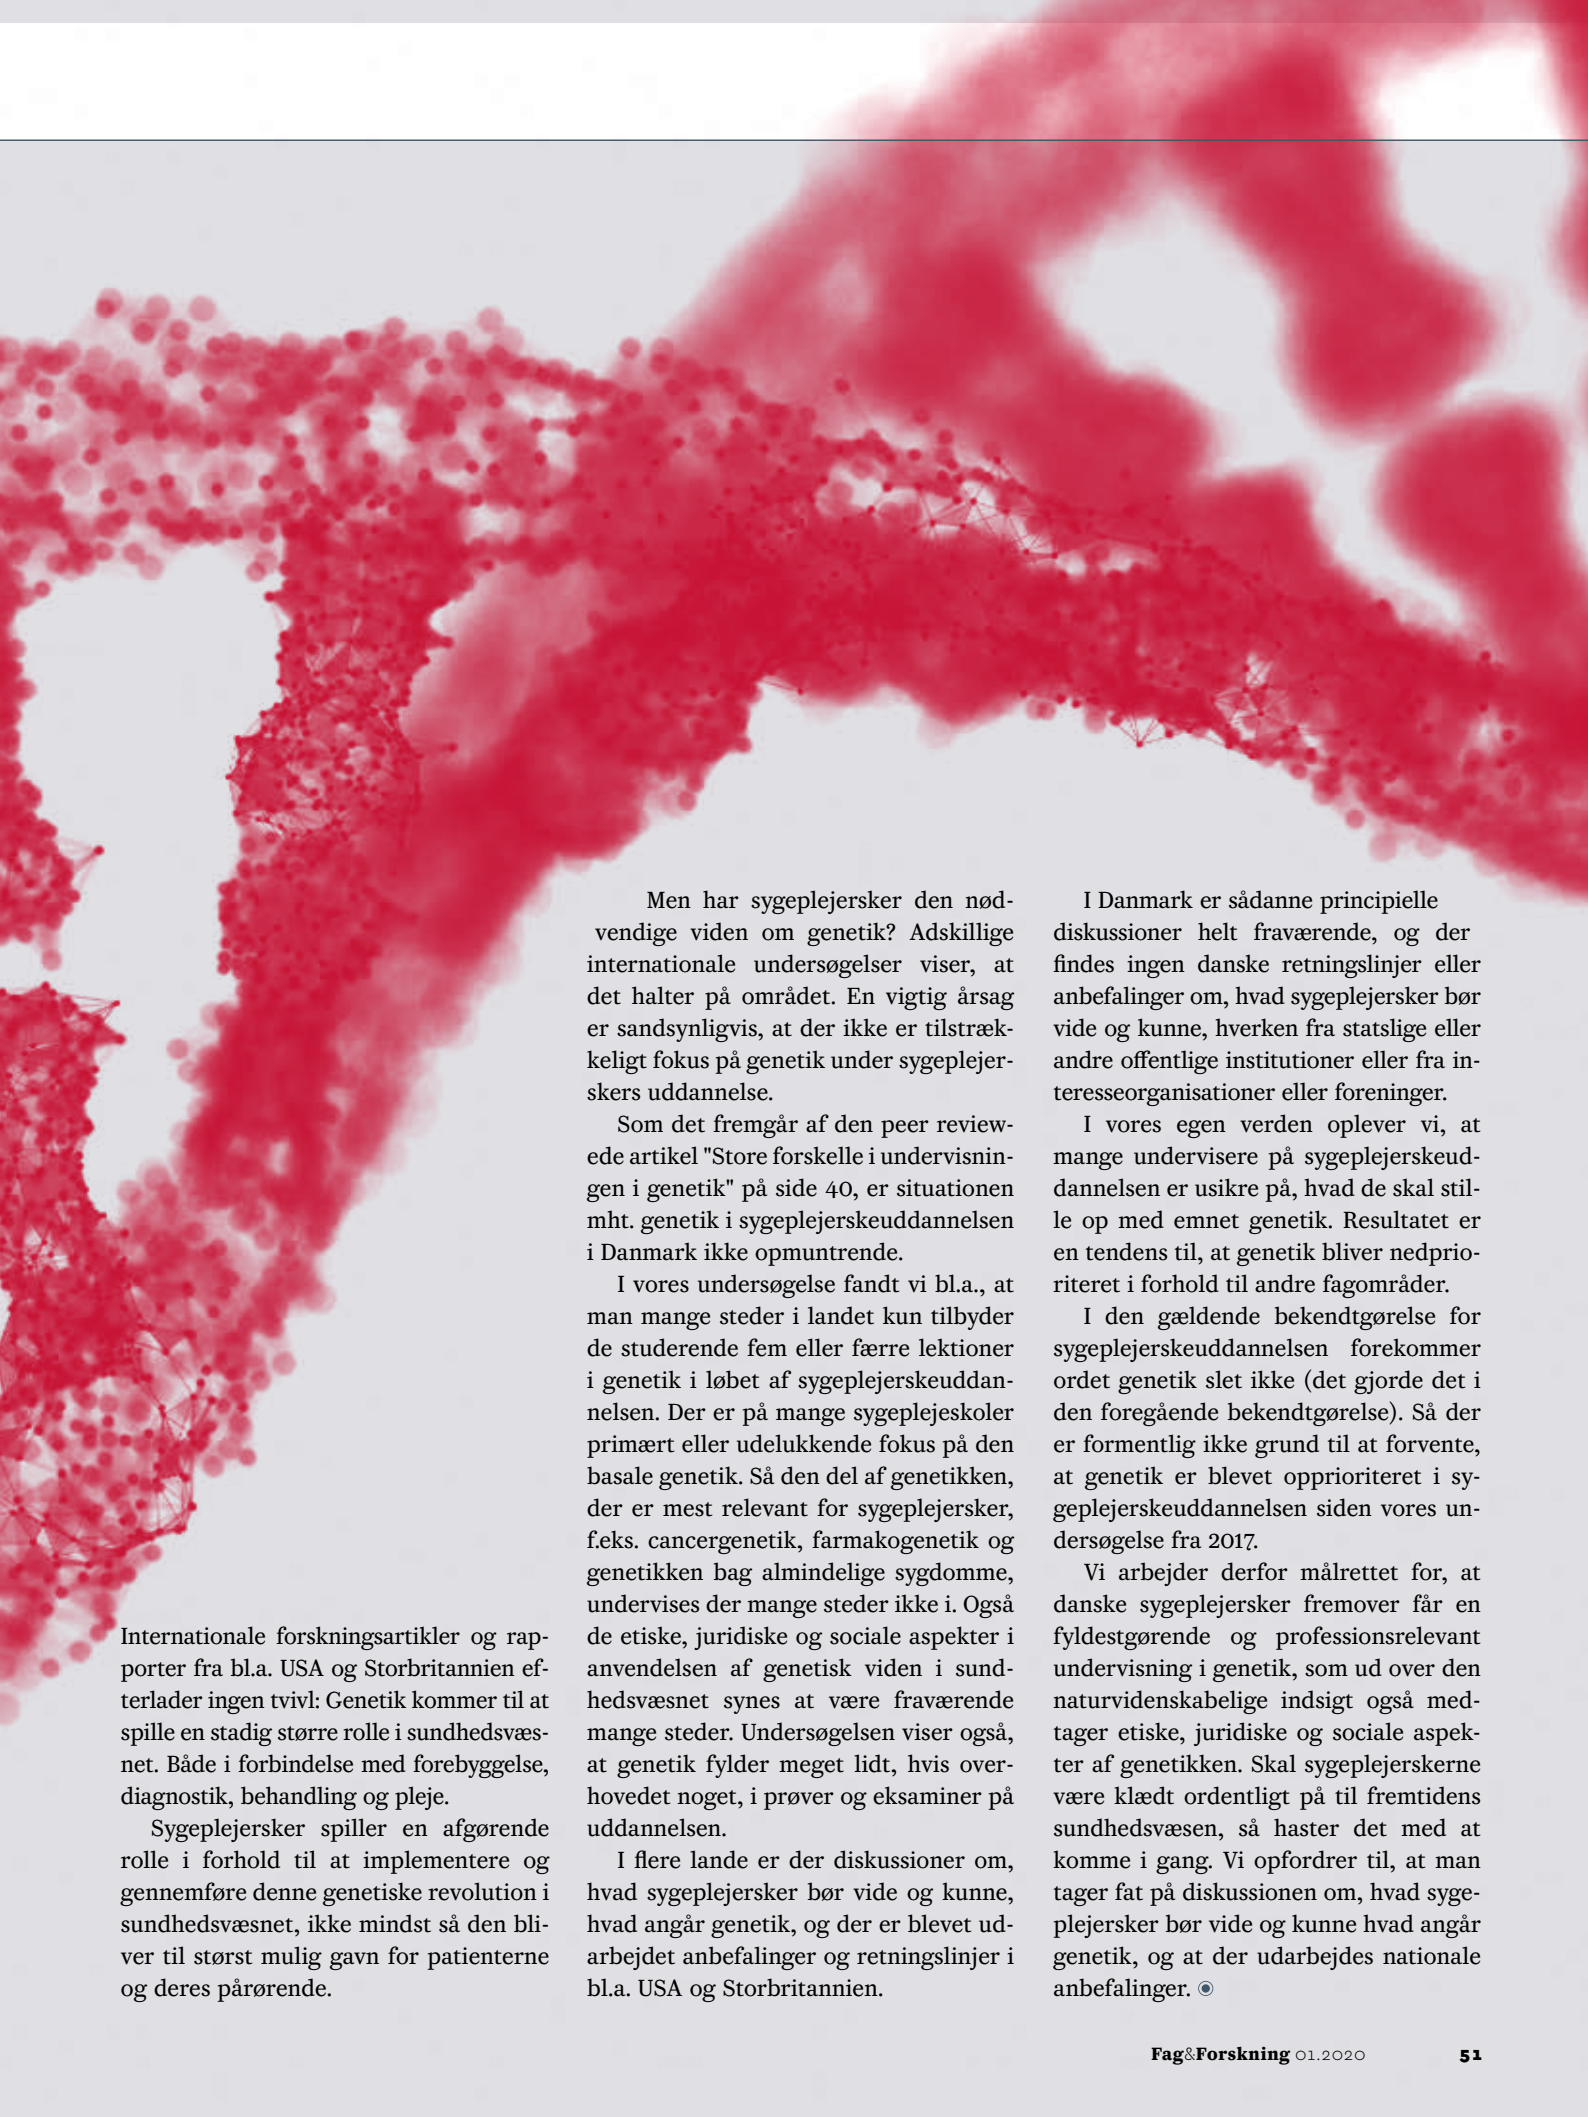 Internationale forskningsartikler og rap-
porter fra bl.a. USA og Storbritannien ef-
terlader ingen tvivl: Genetik kommer til at
spille en stadig større rolle i sundhedsvæs-
net. Både i forbindelse med forebyggelse,
diagnostik, behandling og pleje.
Sygeplejersker spiller en afgørende
rolle i forhold til at implementere og
gennemføre denne genetiske revolution i
sundhedsvæsnet, ikke mindst så den bli-
ver til størst mulig gavn for patienterne
og deres pårørende.
Men har sygeplejersker den nød-
vendige viden om genetik? Adskillige
internationale undersøgelser viser, at
det halter på området. En vigtig årsag
er sandsynligvis, at der ikke er tilstræk-
keligt fokus på genetik under sygeplejer-
skers uddannelse.
Som det fremgår af den peer review-
ede artikel "Store forskelle i undervisnin-
gen i genetik" på side 40, er situationen
mht. genetik i sygeplejerskeuddannelsen
i Danmark ikke opmuntrende.
I vores undersøgelse fandt vi bl.a., at
man mange steder i landet kun tilbyder
de studerende fem eller færre lektioner
i genetik i løbet af sygeplejerskeuddan-
nelsen. Der er på mange sygeplejeskoler
primært eller udelukkende fokus på den
basale genetik. Så den del af genetikken,
der er mest relevant for sygeplejersker,
f.eks. cancergenetik, farmakogenetik og
genetikken bag almindelige sygdomme,
undervises der mange steder ikke i. Også
de etiske, juridiske og sociale aspekter i
anvendelsen af genetisk viden i sund-
hedsvæsnet synes at være fraværende
mange steder. Undersøgelsen viser også,
at genetik fylder meget lidt, hvis over-
hovedet noget, i prøver og eksaminer på
uddannelsen.
I flere lande er der diskussioner om,
hvad sygeplejersker bør vide og kunne,
hvad angår genetik, og der er blevet ud-
arbejdet anbefalinger og retningslinjer i
bl.a. USA og Storbritannien.
I Danmark er sådanne principielle
diskussioner helt fraværende, og der
findes ingen danske retningslinjer eller
anbefalinger om, hvad sygeplejersker bør
vide og kunne, hverken fra statslige eller
andre offentlige institutioner eller fra in-
teresseorganisationer eller foreninger.
I vores egen verden oplever vi, at
mange undervisere på sygeplejerskeud-
dannelsen er usikre på, hvad de skal stil-
le op med emnet genetik. Resultatet er
en tendens til, at genetik bliver nedprio-
riteret i forhold til andre fagområder.
I den gældende bekendtgørelse for
sygeplejerskeuddannelsen forekommer
ordet genetik slet ikke (det gjorde det i
den foregående bekendtgørelse). Så der
er formentlig ikke grund til at forvente,
at genetik er blevet opprioriteret i sy-
geplejerskeuddannelsen siden vores un-
dersøgelse fra 2017.
Vi arbejder derfor målrettet for, at
danske sygeplejersker fremover får en
fyldestgørende og professionsrelevant
undervisning i genetik, som ud over den
naturvidenskabelige indsigt også med-
tager etiske, juridiske og sociale aspek-
ter af genetikken. Skal sygeplejerskerne
være klædt ordentligt på til fremtidens
sundhedsvæsen, så haster det med at
komme i gang. Vi opfordrer til, at man
tager fat på diskussionen om, hvad syge-
plejersker bør vide og kunne hvad angår
genetik, og at der udarbejdes nationale
anbefalinger.
Fag&Forskning 01.2020 51